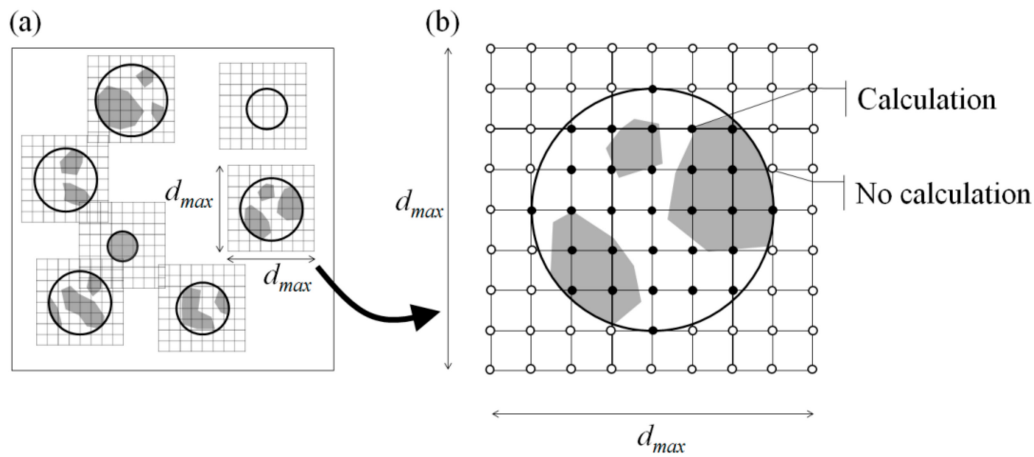 (a)
(b)
Calculation
No calculation
d_max
d_max
d_max
d_max